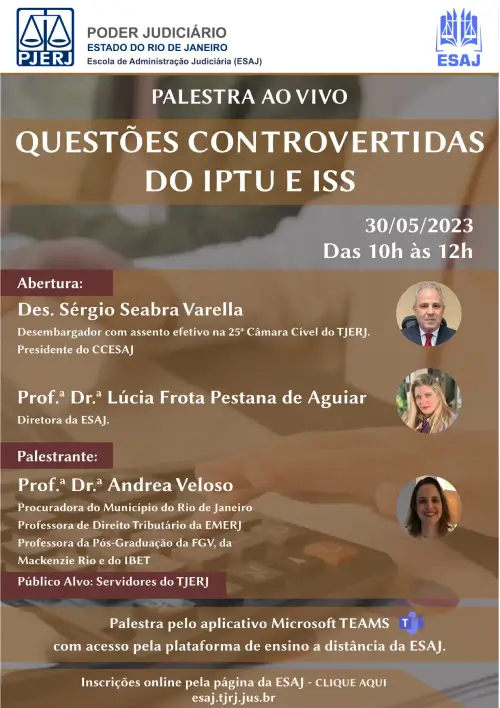 PJERJ
PODER JUDICIÁRIO
ESTADO DO RIO DE JANEIRO
Escola de Administração Judiciária (ESAJ)
ESAJ
PALESTRA AO VIVO
QUESTÕES CONTROVERTIDAS
DO IPTU E ISS
30/05/2023
Das 10h às 12h
Abertura:
Des. Sérgio Seabra Varella
Desembargador com assento efetivo na 25ª Câmara Cível do TJERJ.
Presidente do CCESAJ
Prof.ª Dr.ª Lúcia Frota Pestana de Aguiar
Diretora da ESAJ.
Palestrante:
Prof.ª Dr.ª Andrea Veloso
Procuradora do Município do Rio de Janeiro
Professora de Direito Tributário da EMERJ
Professora da Pós-Graduação da FGV, da
Mackenzie Rio e do IBET
Público Alvo: Servidores do TJERJ
Palestra pelo aplicativo Microsoft TEAMS
com acesso pela plataforma de ensino a distância da ESAJ.
Inscrições online pela página da ESAJ - CLIQUE AQUI
esaj.tjrj.jus.br